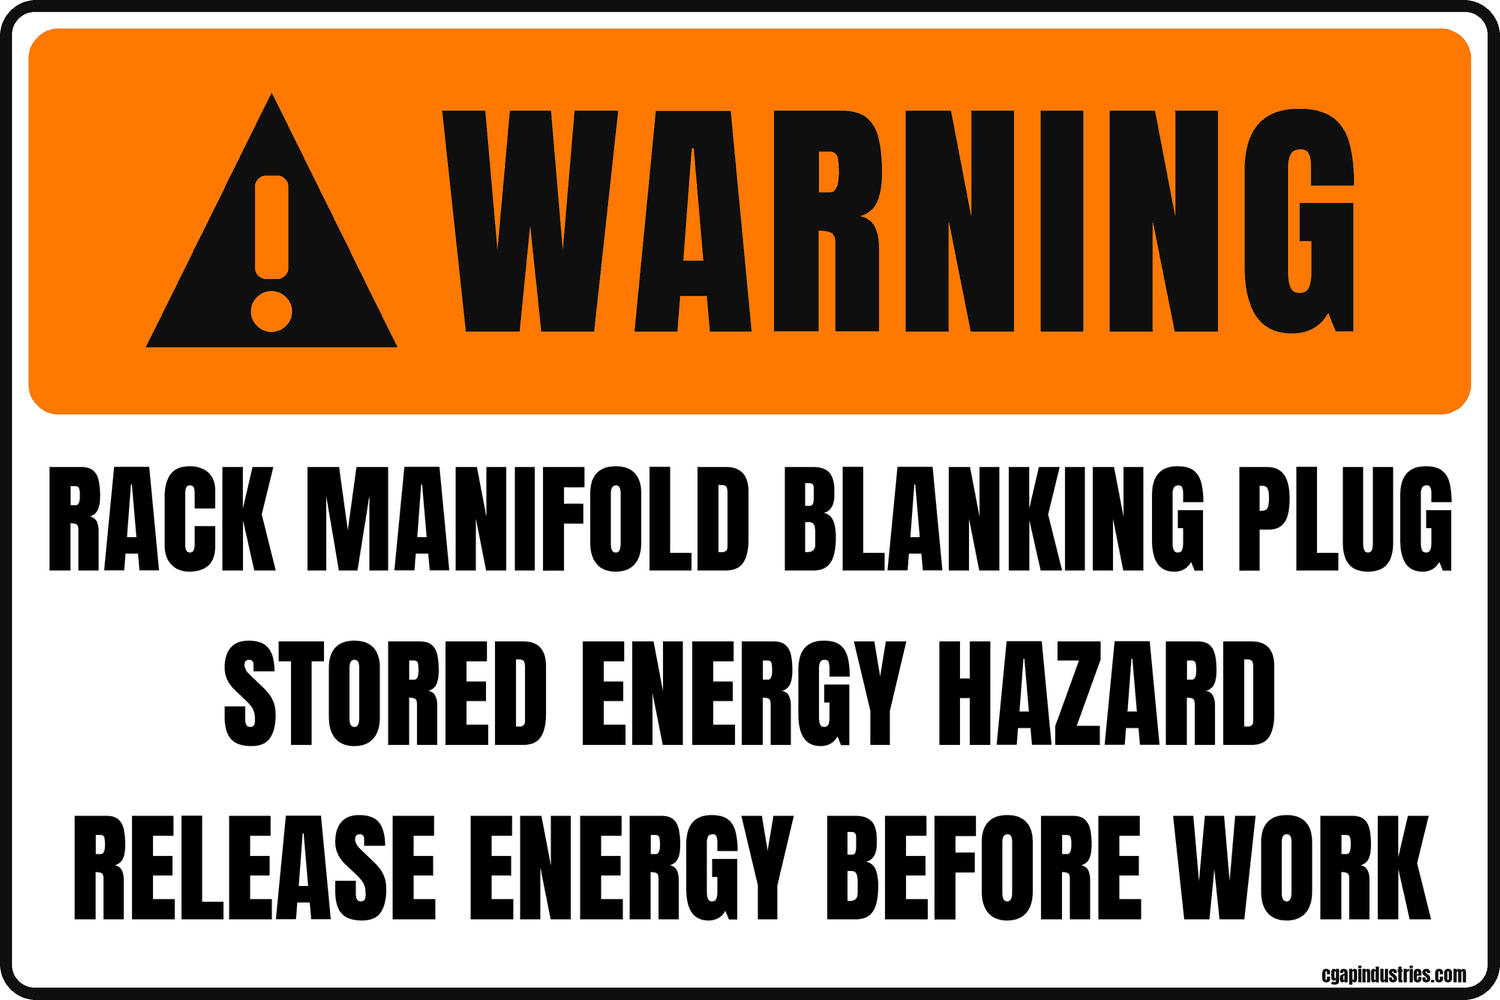 WARNING
RACK MANIFOLD BLANKING PLUG
STORED ENERGY HAZARD
RELEASE ENERGY BEFORE WORK
cgapindustries.com